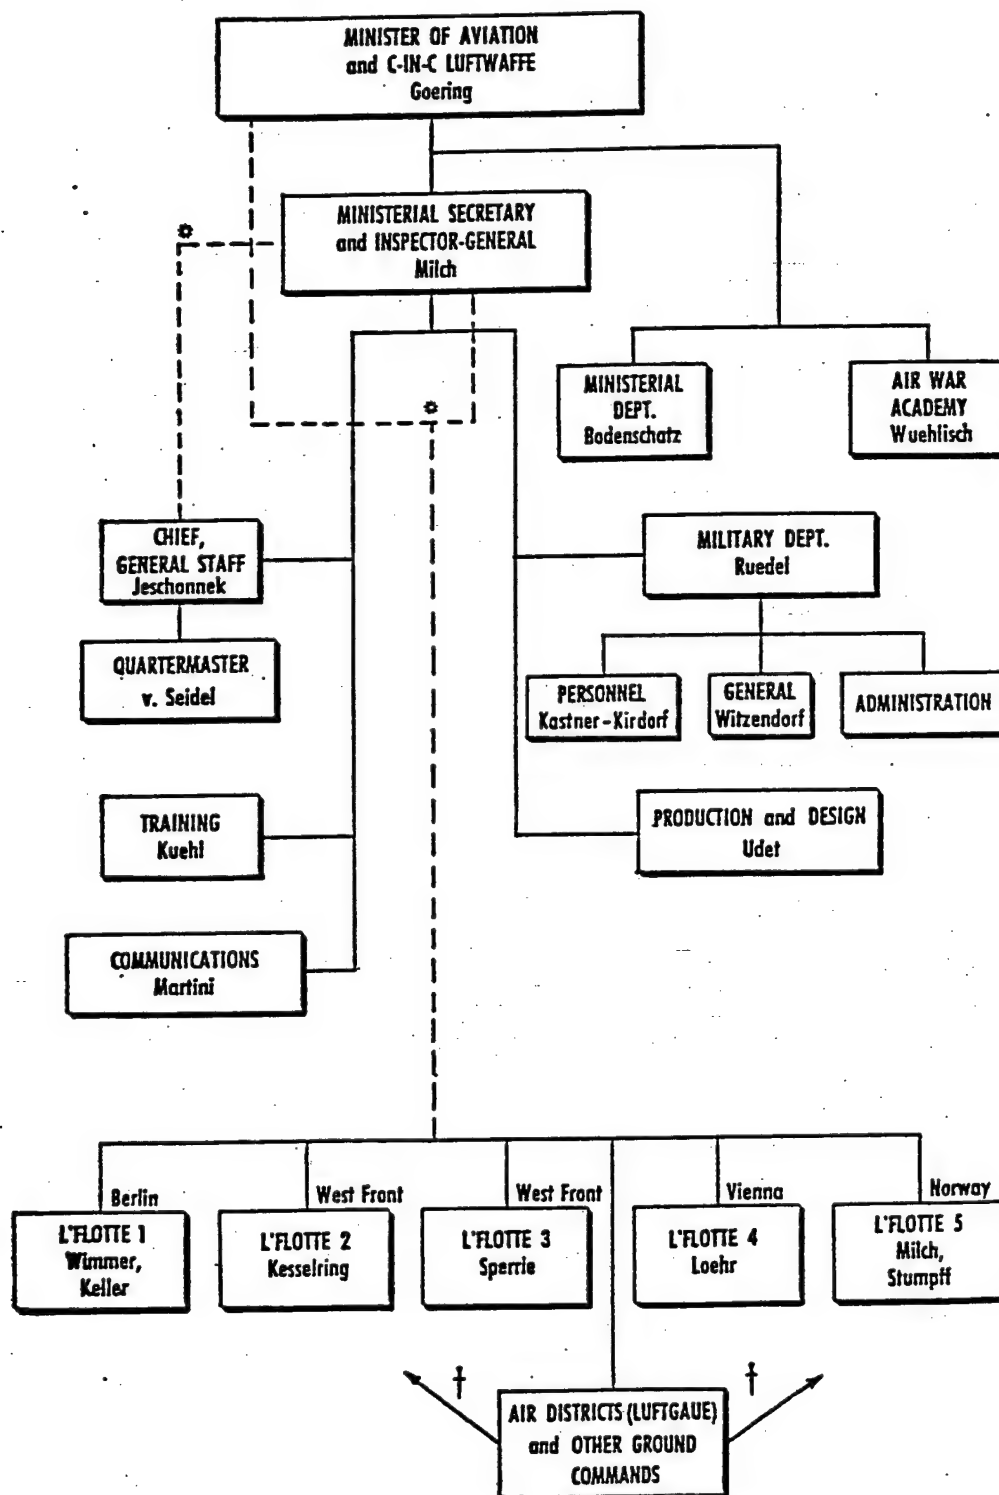 MINISTER OF AVIATION
and C-IN-C LUFTWAFFE
Goering
MINISTERIAL SECRETARY
and INSPECTOR-GENERAL
Milch
*
*
MINISTERIAL
DEPT.
Bodenschatz
AIR WAR
ACADEMY
Wuehlisch
CHIEF,
GENERAL STAFF
Jeschonnek
MILITARY DEPT.
Ruedel
QUARTERMASTER
v. Seidel
PERSONNEL
Kastner-Kirdorf
GENERAL
Witzendorf
ADMINISTRATION
TRAINING
Kuehl
PRODUCTION and DESIGN
Udet
COMMUNICATIONS
Martini
Berlin
L'FLOTTE 1
Wimmer,
Keller
West Front
L'FLOTTE 2
Kesselring
West Front
L'FLOTTE 3
Sperrle
Vienna
L'FLOTTE 4
Loehr
Norway
L'FLOTTE 5
Milch,
Stumpff
†
†
AIR DISTRICTS (LUFTGAUE)
and OTHER GROUND
COMMANDS